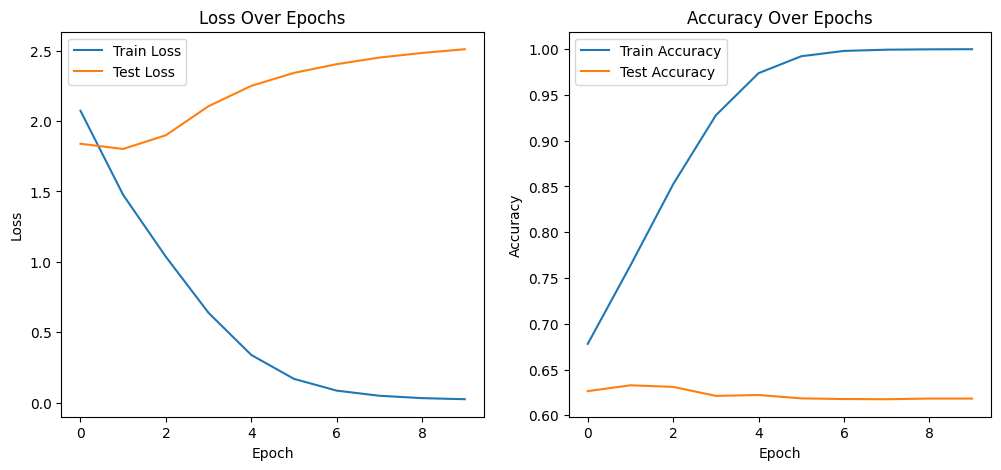 Loss Over Epochs
Train Loss
Test Loss
2.5
2.0
1.5
1.0
0.5
0.0
Loss
0 2 4 6 8
Epoch
Accuracy Over Epochs
Train Accuracy
Test Accuracy
1.00
0.95
0.90
0.85
0.80
0.75
0.70
0.65
0.60
Accuracy
0 2 4 6 8
Epoch